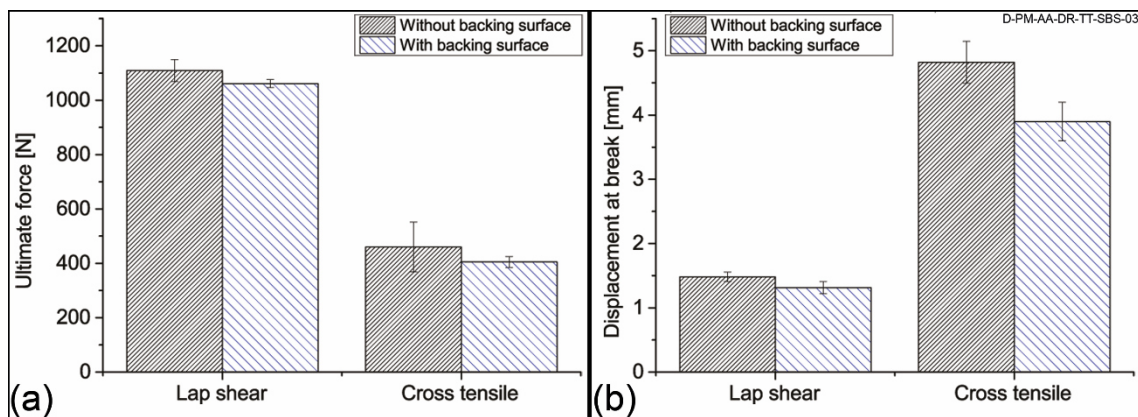 Without backing surface
With backing surface
1200
1000
800
600
400
200
0
Ultimate force [N]
Lap shear
Cross tensile
(a)
D-PM-AA-DR-TT-SBS-03
Without backing surface
With backing surface
5
4
3
2
1
0
Displacement at break [mm]
Lap shear
Cross tensile
(b)